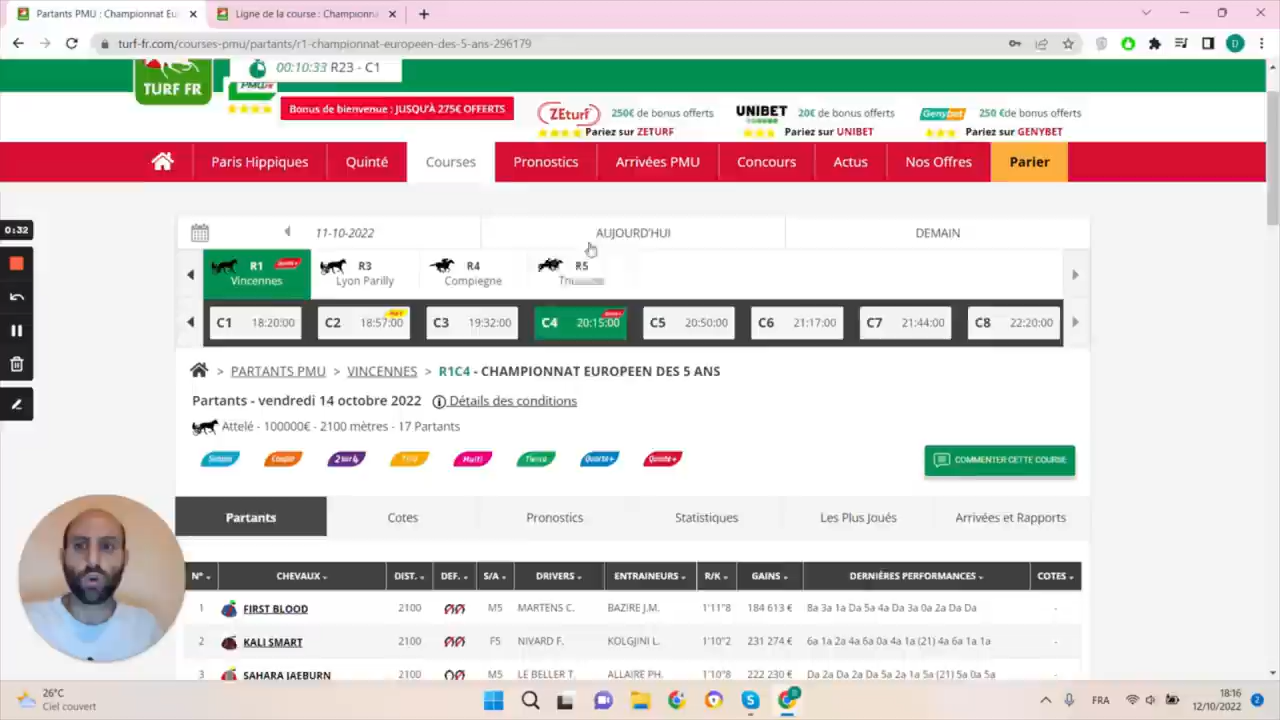 Partants PMU : Championnat Eu
Ligne de la course : Championna
turf-fr.com/courses-pmu/partants/r1-championnat-europeen-des-5-ans-296179
D
TURF FR
00:10:33 R23 - C1
PMU
Bonus de bienvenue : JUSQU'À 275€ OFFERTS
ZEturf 250€ de bonus offerts
Pariez sur ZETURF
UNIBET 20€ de bonus offerts
Pariez sur UNIBET
Genybet 250 €de bonus offerts
Pariez sur GENYBET
Paris Hippiques Quinté Courses Pronostics Arrivées PMU Concours Actus Nos Offres Parier
0:32
11-10-2022 AUJOURD'HUI DEMAIN
R1 R3 R4 R5
Vincennes Lyon Parilly Compiegne
C1 18:20:00 C2 18:57:00 C3 19:32:00 C4 20:15:00 C5 20:50:00 C6 21:17:00 C7 21:44:00 C8 22:20:00
> PARTANTS PMU > VINCENNES > R1C4 - CHAMPIONNAT EUROPEEN DES 5 ANS
Partants - vendredi 14 octobre 2022 Détails des conditions
Attelé - 100000€ - 2100 mètres - 17 Partants
Simple Couplé 2sur4 Trio Multi Tiercé Quarté+ Quinté+
COMMENTER CETTE COURSE
Partants Cotes Pronostics Statistiques Les Plus Joués Arrivées et Rapports
N° CHEVAUX DIST. DEF. S/A DRIVERS ENTRAINEURS R/K GAINS DERNIÈRES PERFORMANCES COTES
1 FIRST BLOOD 2100 M5 MARTENS C. BAZIRE J.M. 1'11"8 184 613 € 8a 3a 1a Da 5a 4a Da 3a 0a 2a Da Da -
2 KALI SMART 2100 F5 NIVARD F. KOLGJINI L. 1'10"2 231 274 € 6a 1a 2a 4a 6a 0a 4a 1a (21) 4a 6a 1a 1a -
3 SAHARA JAEBURN 2100 M5 LE BELLER T. ALLAIRE PH. 1'10"8 222 230 € Da 2a Da 2a Da 5a 2a 1a 5a (21) 0a 5a 0a -
26°C
Ciel couvert
FRA
18:16
12/10/2022
2